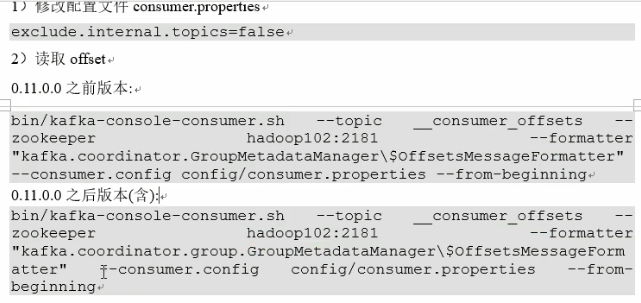 1）修改配置文件 consumer.properties
exclude.internal.topics=false
2）读取 offset
0.11.0.0 之前版本:
bin/kafka-console-consumer.sh --topic __consumer_offsets --
zookeeper hadoop102:2181 --formatter
"kafka.coordinator.GroupMetadataManager\$OffsetsMessageFormatter"
--consumer.config config/consumer.properties --from-beginning
0.11.0.0 之后版本(含):
bin/kafka-console-consumer.sh --topic __consumer_offsets --
zookeeper hadoop102:2181 --formatter
"kafka.coordinator.group.GroupMetadataManager\$OffsetsMessageForm
atter" --consumer.config config/consumer.properties --from-
beginning